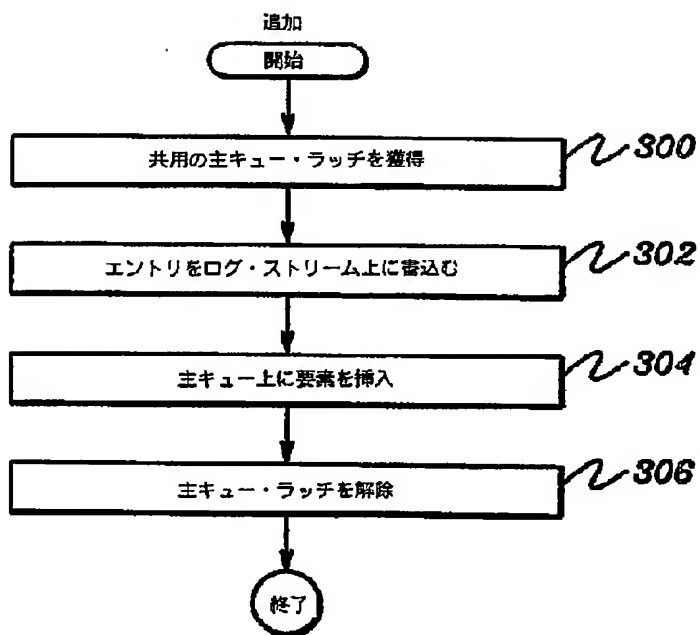 追加
開始
共用の主キュー・ラッチを獲得
300
エントリをログ・ストリーム上に書込む
302
主キュー上に要素を挿入
304
主キュー・ラッチを解除
306
終了